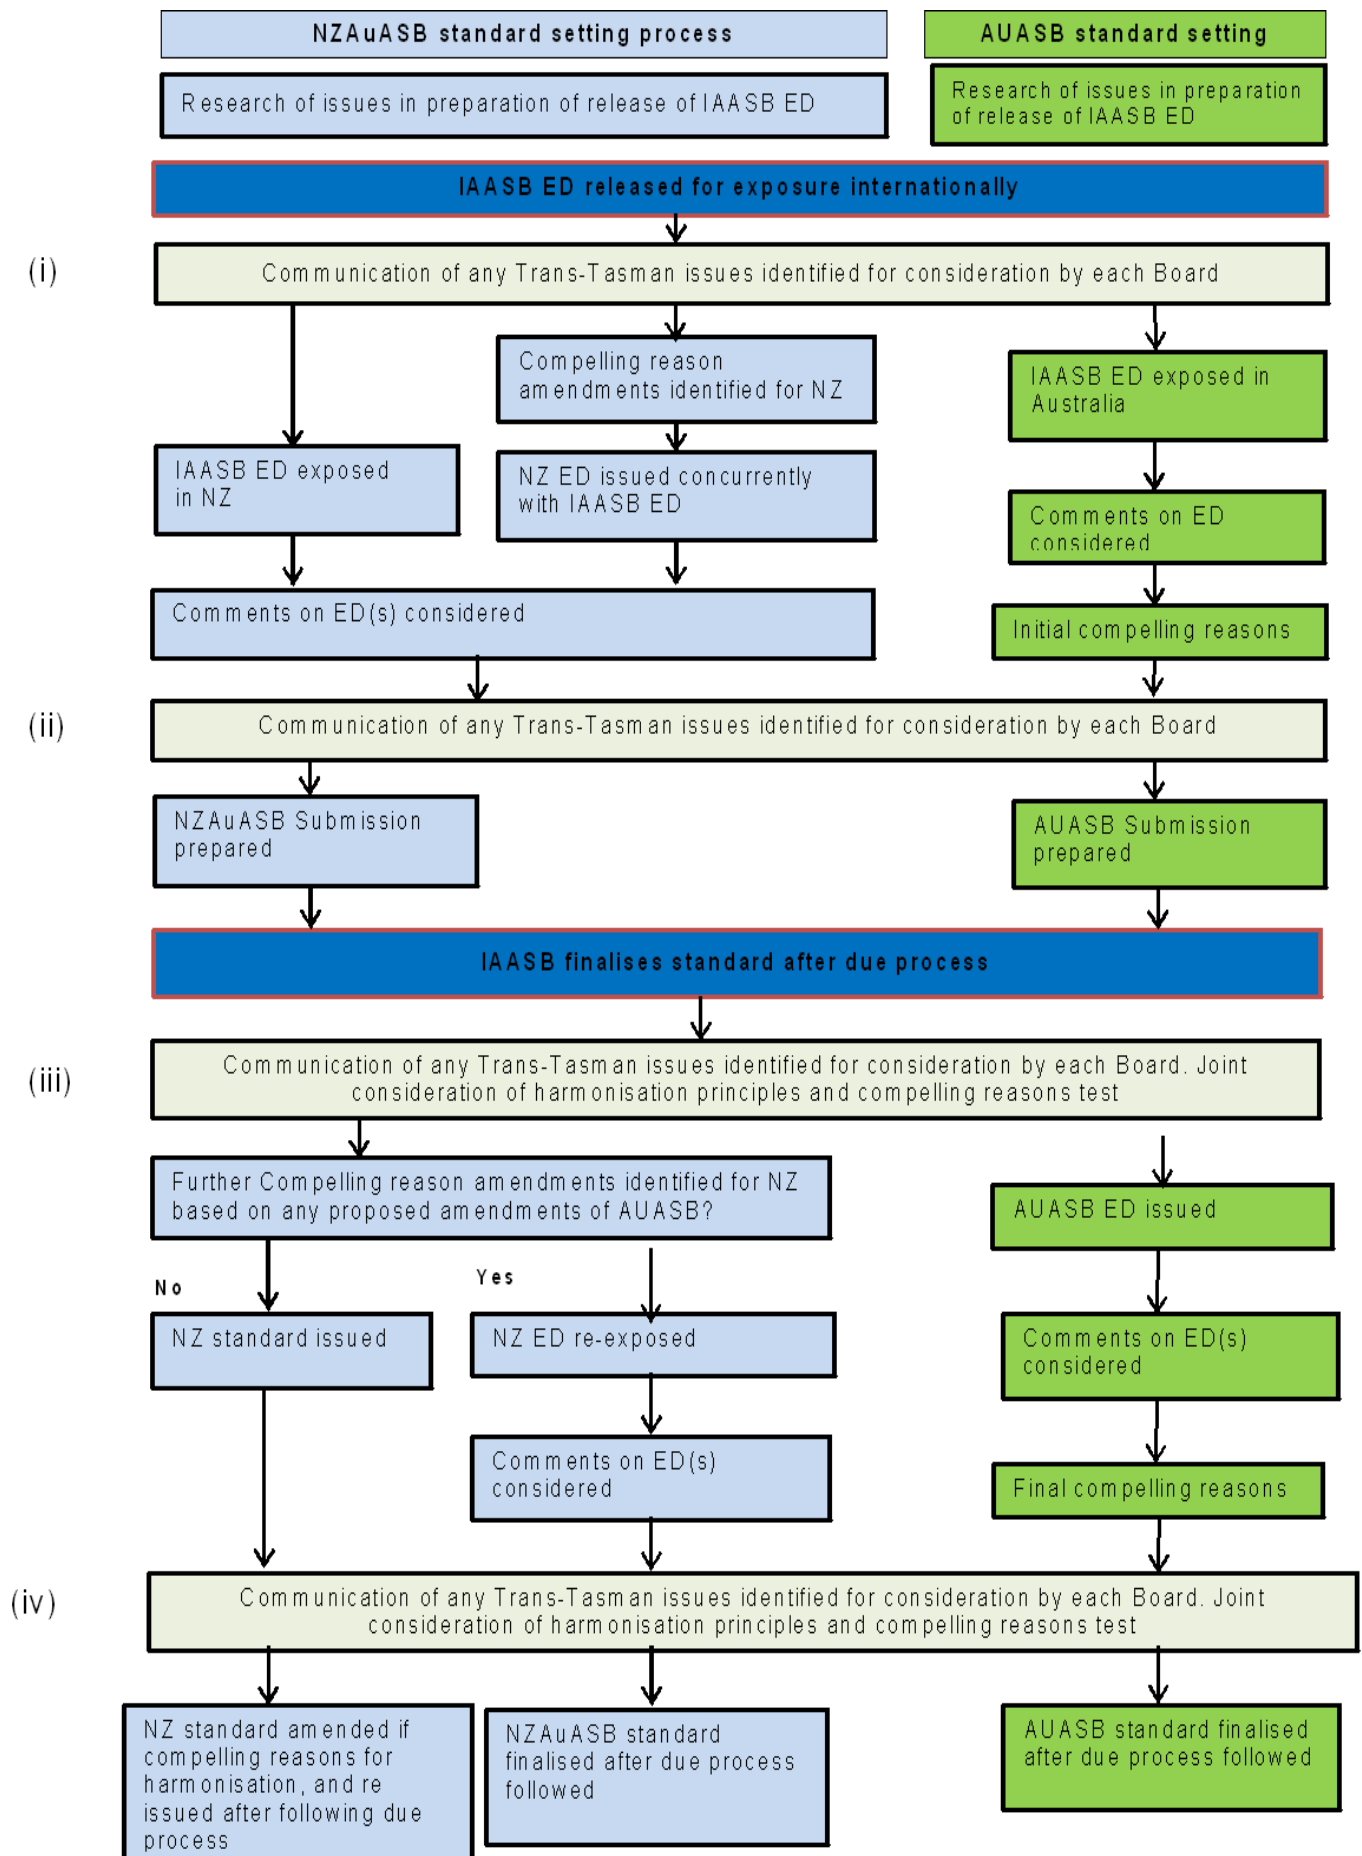 NZAuASB standard setting process
AUASB standard setting
Research of issues in preparation of release of IAASB ED
Research of issues in preparation
of release of IAASB ED
IAASB ED released for exposure internationally
(i)
Communication of any Trans-Tasman issues identified for consideration by each Board
Compelling reason
amendments identified for NZ
IAASB ED exposed in
Australia
IAASB ED exposed
in NZ
NZ ED issued concurrently
with IAASB ED
Comments on ED
considered
Comments on ED(s) considered
Initial compelling reasons
(ii)
Communication of any Trans-Tasman issues identified for consideration by each Board
NZAuASB Submission
prepared
AUASB Submission
prepared
IAASB finalises standard after due process
(iii)
Communication of any Trans-Tasman issues identified for consideration by each Board. Joint
consideration of harmonisation principles and compelling reasons test
Further Compelling reason amendments identified for NZ
based on any proposed amendments of AUASB?
AUASB ED issued
No
Yes
NZ standard issued
NZ ED re-exposed
Comments on ED(s)
considered
Comments on ED(s)
considered
Final compelling reasons
(iv)
Communication of any Trans-Tasman issues identified for consideration by each Board. Joint
consideration of harmonisation principles and compelling reasons test
NZ standard amended if
compelling reasons for
harmonisation, and re
issued after following due
process
NZAuASB standard
finalised after due process
followed
AUASB standard finalised
after due process followed